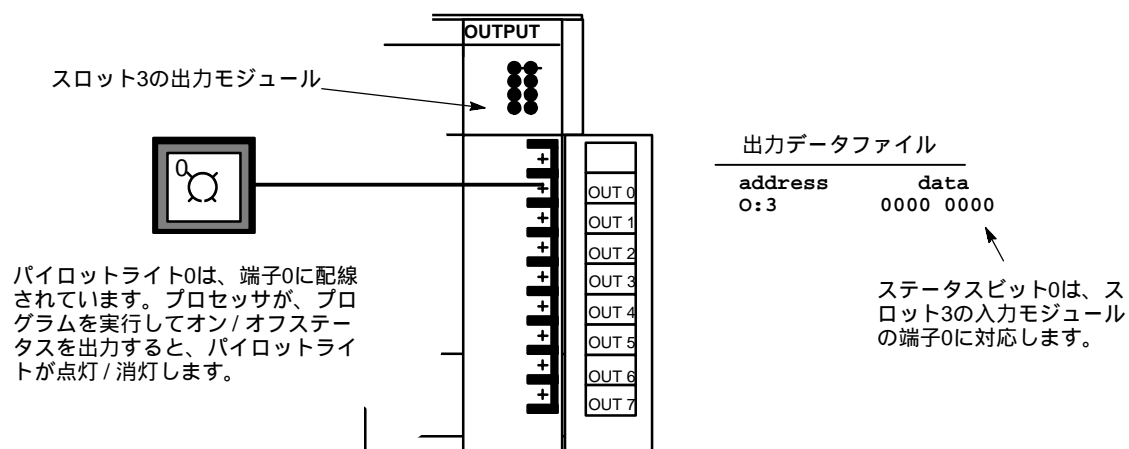 OUTPUT
スロット3の出力モジュール
0
パイロットライト0は、端子0に配線
されています。プロセッサが、プロ
グラムを実行してオン / オフステー
タスを出力すると、パイロットライ
トが点灯 / 消灯します。
+
+
+
+
+
+
+
+
+
OUT 0
OUT 1
OUT 2
OUT 3
OUT 4
OUT 5
OUT 6
OUT 7
出力データファイル
address data
O:3 0000 0000
ステータスビット0は、ス
ロット3の入力モジュール
の端子0に対応します。